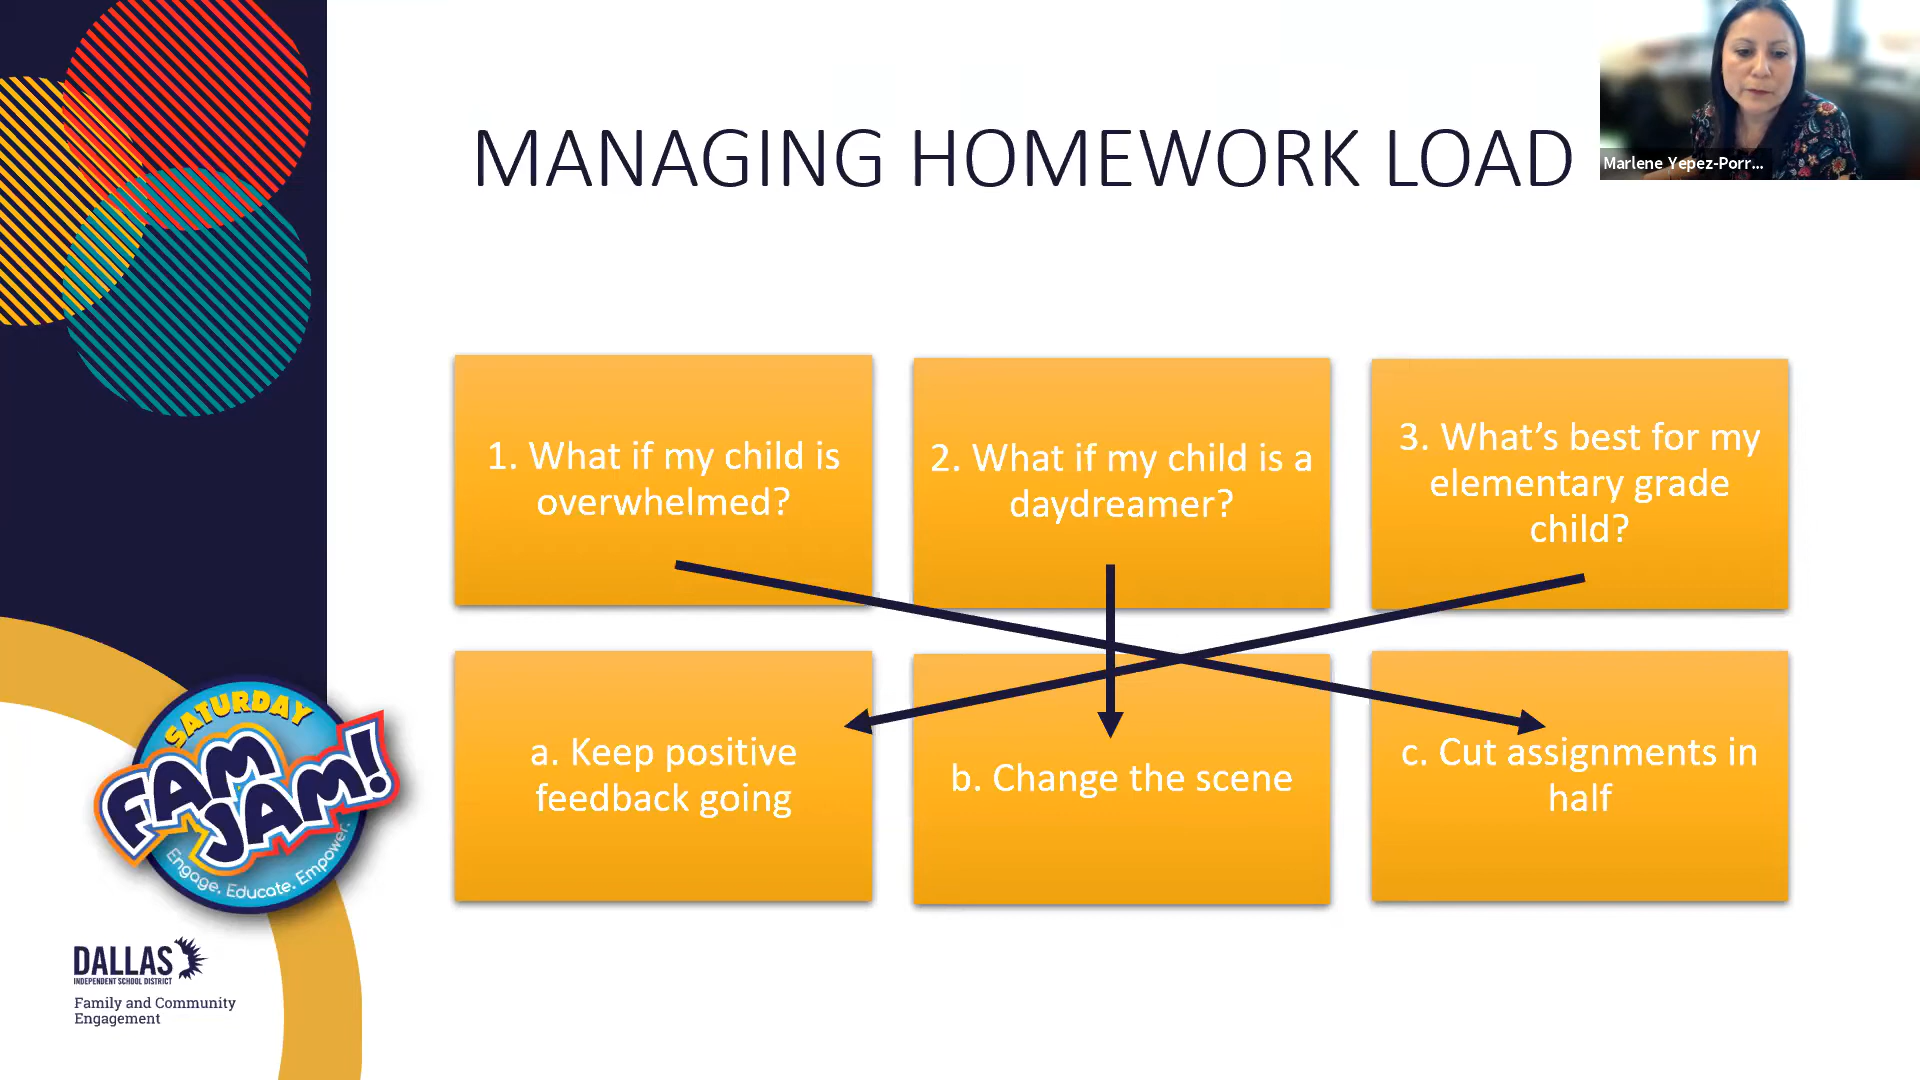 MANAGING HOMEWORK LOAD
Marlene Yepez-Porr...
1. What if my child is
overwhelmed?
2. What if my child is a
daydreamer?
3. What's best for my
elementary grade
child?
a. Keep positive
feedback going
b. Change the scene
c. Cut assignments in
half
SATURDAY
FAM
JAM!
Engage. Educate. Empower.
DALLAS
INDEPENDENT SCHOOL DISTRICT
Family and Community
Engagement